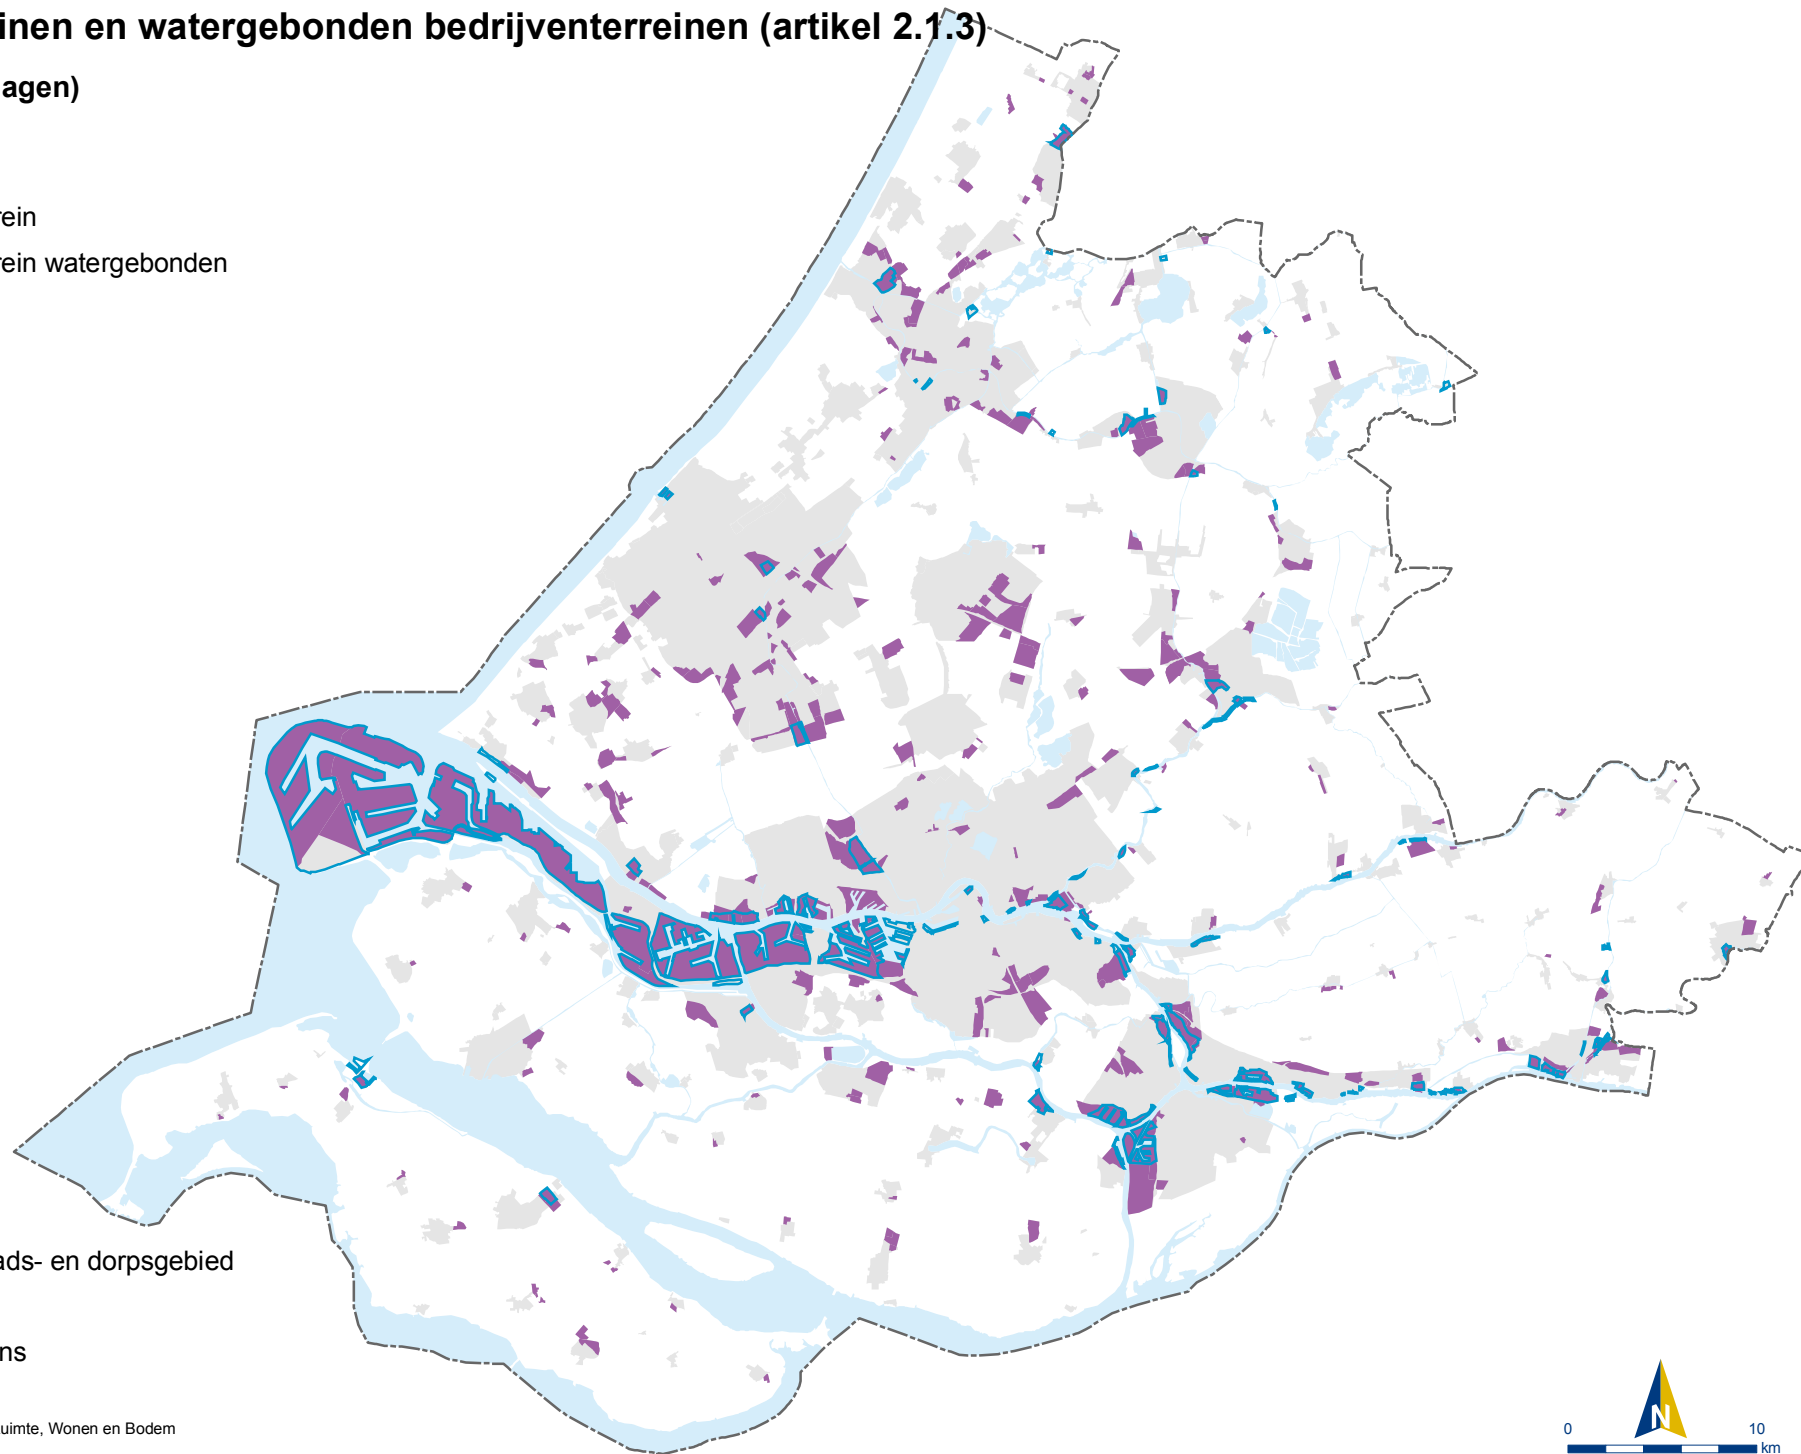 inen en watergebonden bedrijventerreinen (artikel 2.1.3)
agen)
rein
rein watergebonden
ads- en dorpsgebied
ns
uimte, Wonen en Bodem
N
0 10
km